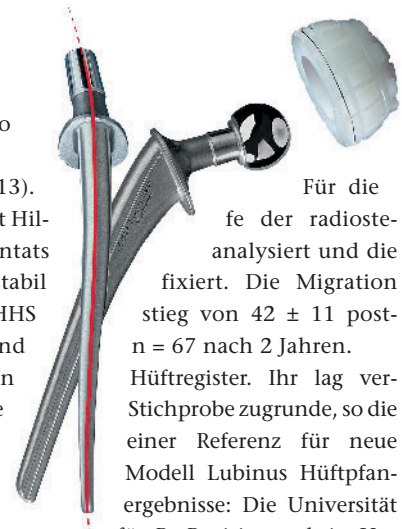 o
13).
t Hil-
ntats
tabil
HHS
nd
n
e
Für die
fe der radioste-
analysiert und die
fixiert. Die Migration
stieg von 42 ± 11 post-
n = 67 nach 2 Jahren.
Hüftregister. Ihr lag ver-
Stichprobe zugrunde, so die
einer Referenz für neue
Modell Lubinus Hüftpfan-
ergebnisse: Die Universität